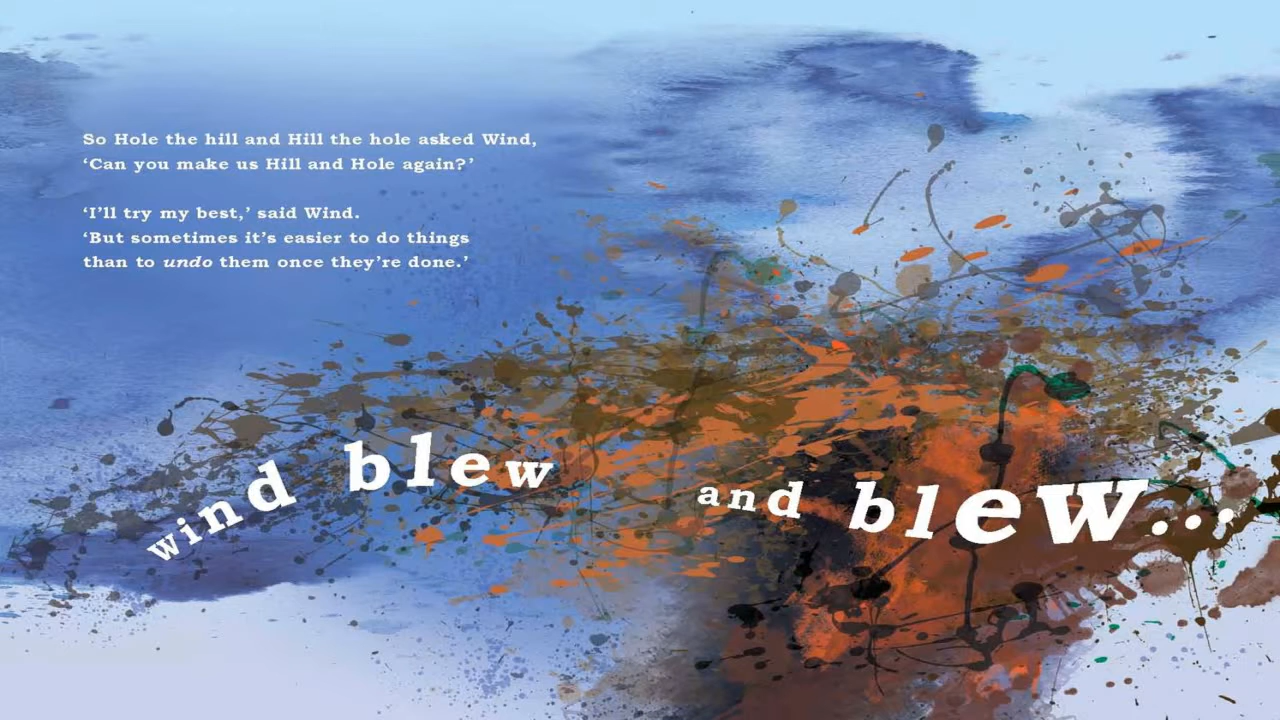 So Hole the hill and Hill the hole asked Wind,
‘Can you make us Hill and Hole again?’
‘I’ll try my best,’ said Wind.
‘But sometimes it’s easier to do things
than to undo them once they’re done.’
wind blew and blew...